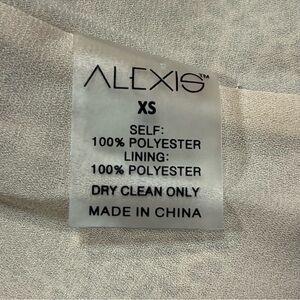 ALEXIS™
XS
SELF:
100% POLYESTER
LINING:
100% POLYESTER
DRY CLEAN ONLY
MADE IN CHINA